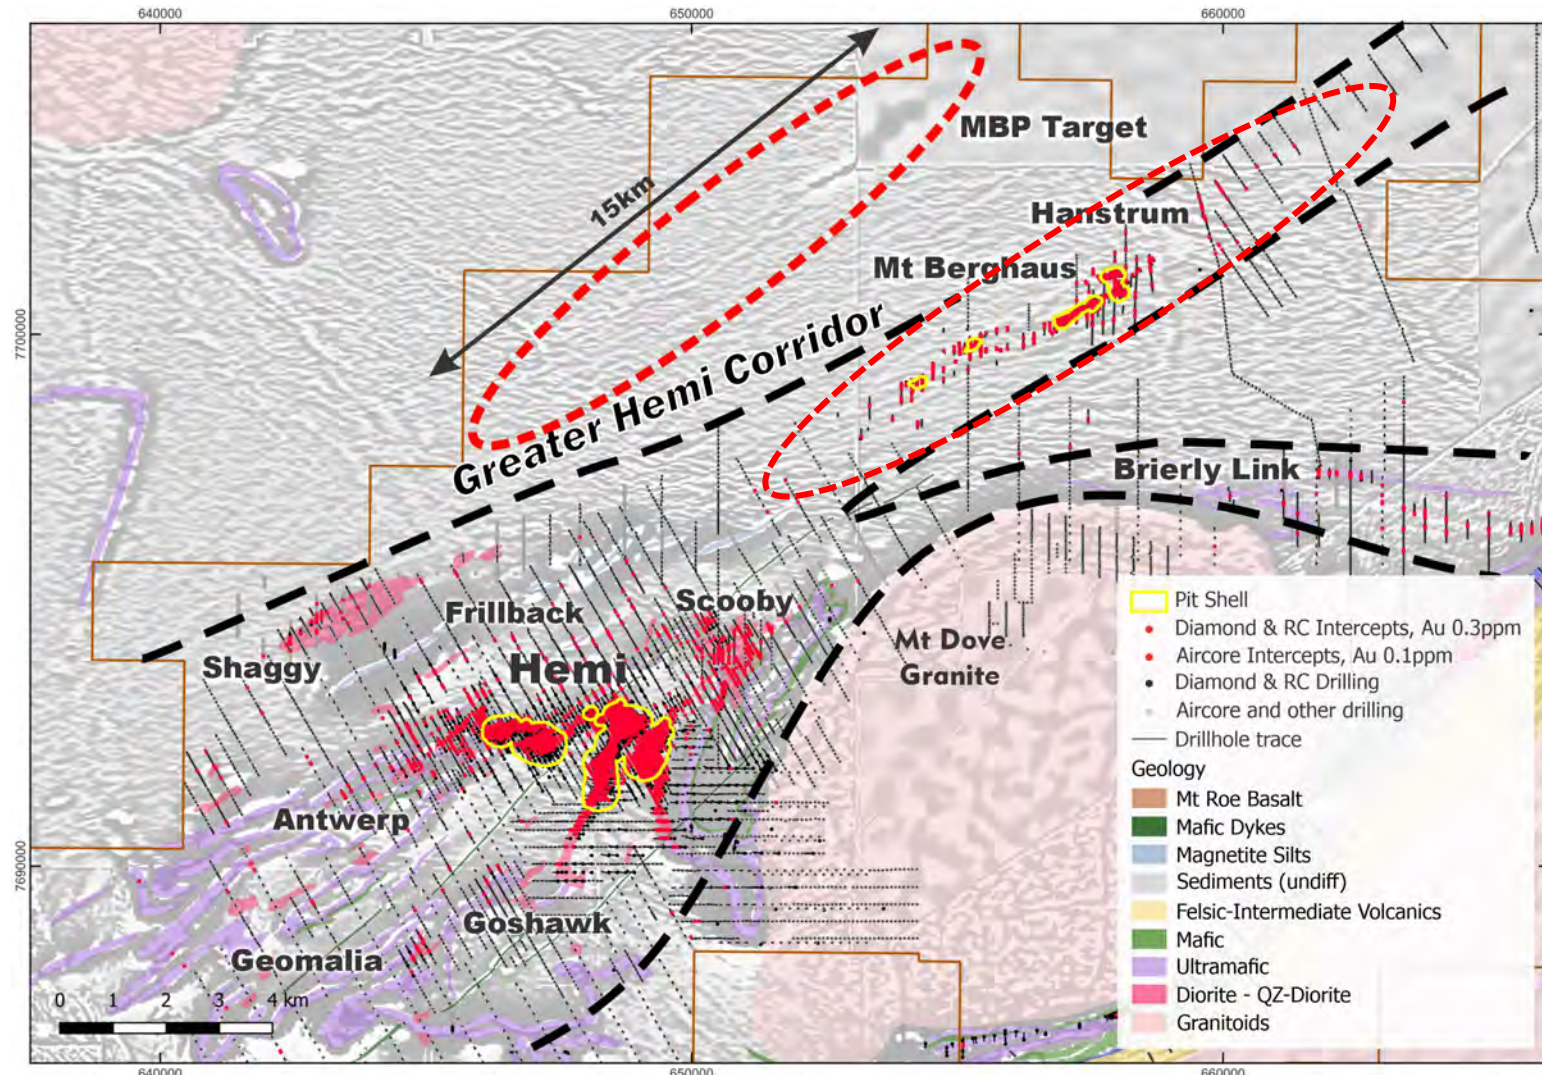 640000
650000
660000
MBP Target
15km
Hanstrum
Mt Berghaus
7700000
Greater Hemi Corridor
Brierly Link
Frillback
Scooby
Shaggy
Hemi
Mt Dove
Granite
Antwerp
Goshawk
Geomalia
7690000
0 1 2 3 4 km
Pit Shell
Diamond & RC Intercepts, Au 0.3ppm
Aircore Intercepts, Au 0.1ppm
Diamond & RC Drilling
Aircore and other drilling
Drillhole trace
Geology
Mt Roe Basalt
Mafic Dykes
Magnetite Silts
Sediments (undiff)
Felsic-Intermediate Volcanics
Mafic
Ultramafic
Diorite - QZ-Diorite
Granitoids
640000
650000
660000